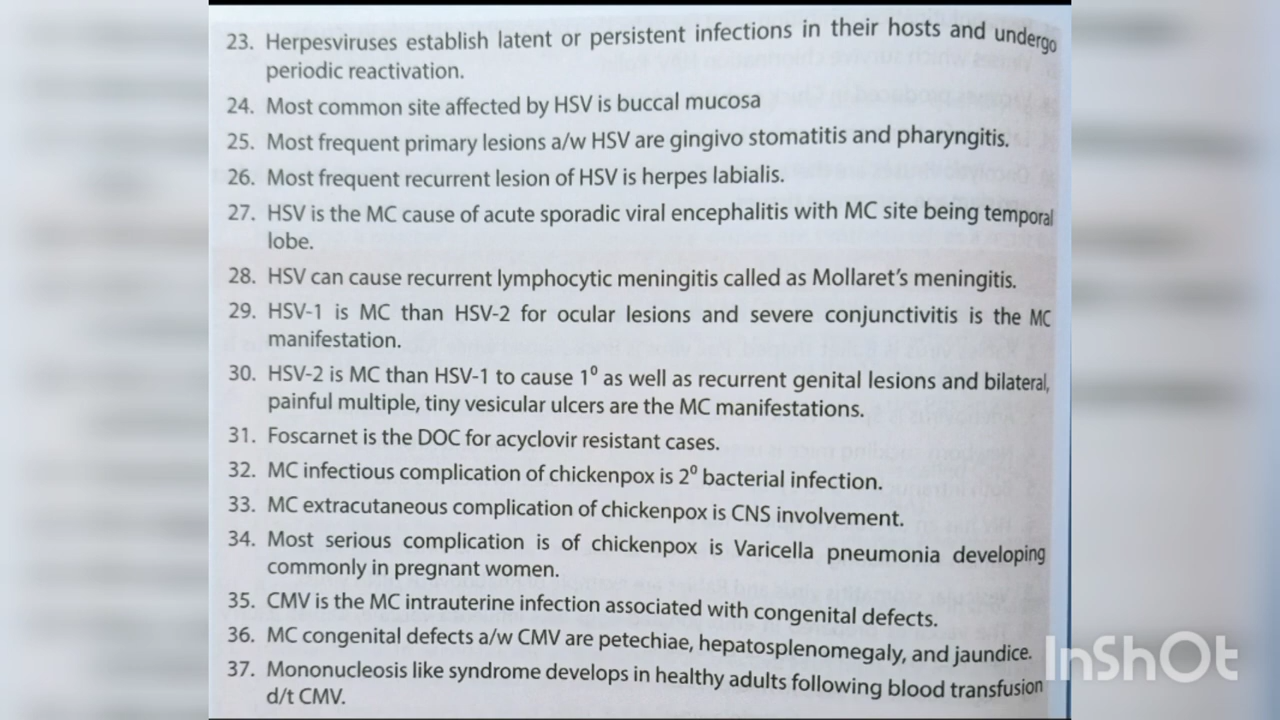 23. Herpesviruses establish latent or persistent infections in their hosts and undergo
periodic reactivation.
24. Most common site affected by HSV is buccal mucosa
25. Most frequent primary lesions a/w HSV are gingivo stomatitis and pharyngitis.
26. Most frequent recurrent lesion of HSV is herpes labialis.
27. HSV is the MC cause of acute sporadic viral encephalitis with MC site being temporal
lobe.
28. HSV can cause recurrent lymphocytic meningitis called as Mollaret's meningitis.
29. HSV-1 is MC than HSV-2 for ocular lesions and severe conjunctivitis is the MC
manifestation.
30. HSV-2 is MC than HSV-1 to cause 1⁰ as well as recurrent genital lesions and bilateral,
painful multiple, tiny vesicular ulcers are the MC manifestations.
31. Foscarnet is the DOC for acyclovir resistant cases.
32. MC infectious complication of chickenpox is 2⁰ bacterial infection.
33. MC extracutaneous complication of chickenpox is CNS involvement.
34. Most serious complication is of chickenpox is Varicella pneumonia developing
commonly in pregnant women.
35. CMV is the MC intrauterine infection associated with congenital defects.
36. MC congenital defects a/w CMV are petechiae, hepatosplenomegaly, and jaundice.
37. Mononucleosis like syndrome develops in healthy adults following blood transfusion
d/t CMV.
InShOt